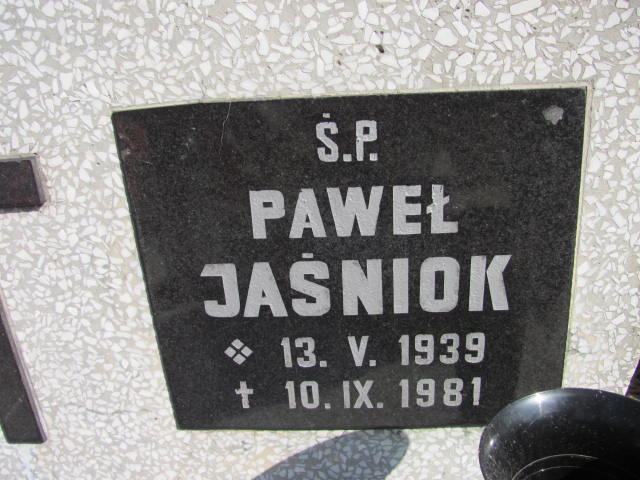 Ś.P.
PAWEŁ
JAŚNIOK
❖ 13. V. 1939
✝ 10. IX. 1981